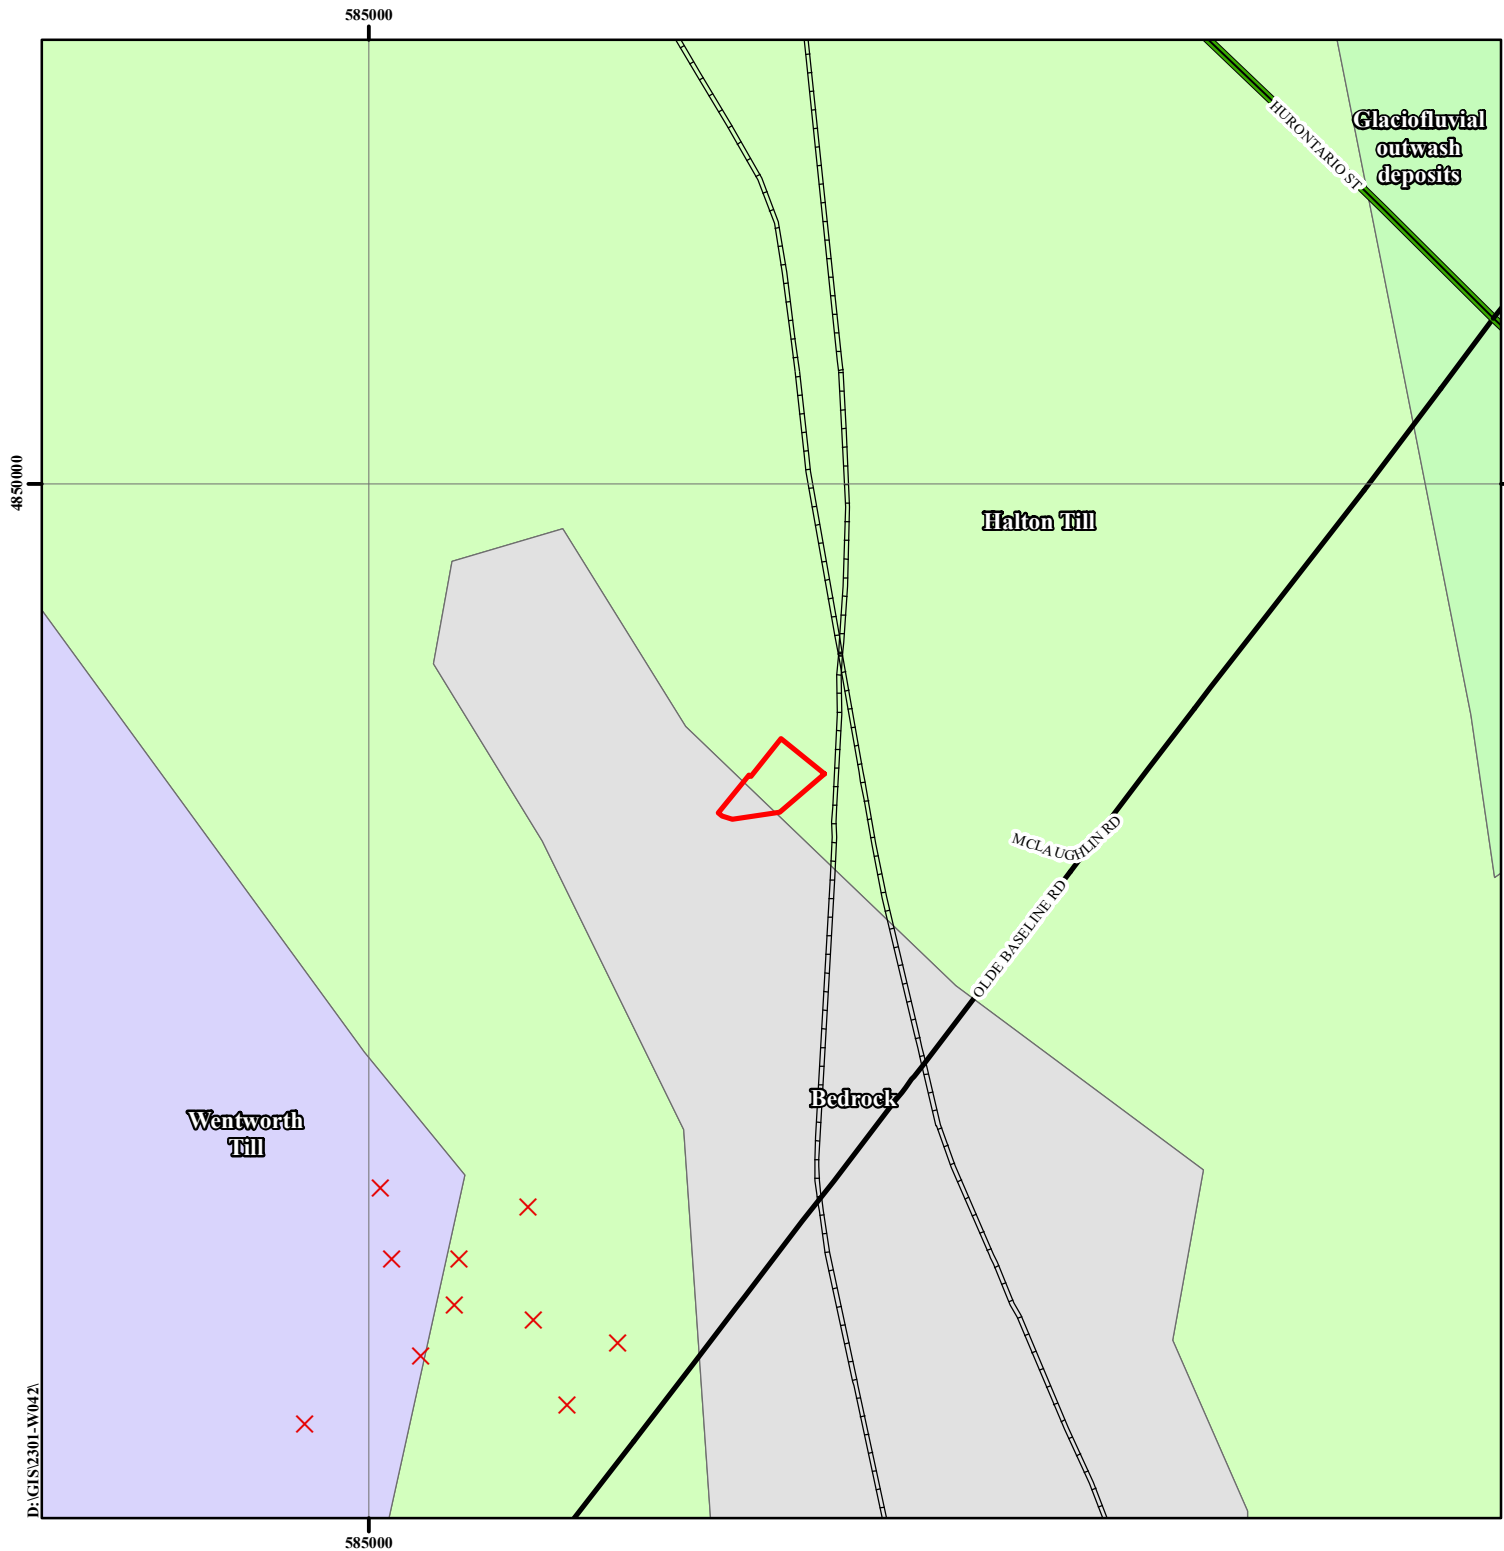 585000
HURONTARIO ST
Glaciofluvial
outwash
deposits
4850000
Halton Till
MCLAUGHLIN RD
OLDE BASELINE RD
Bedrock
Wentworth
Till
D:\GIS\2301-W042\
585000